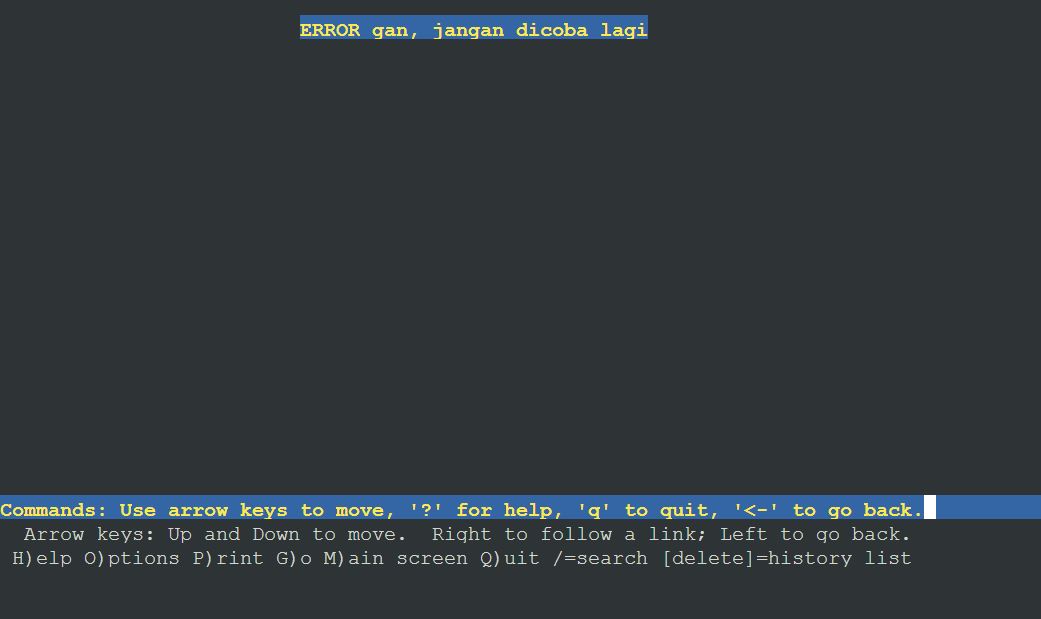 ERROR gan, jangan dicoba lagi
Commands: Use arrow keys to move, '?' for help, 'q' to quit, '<-' to go back.
Arrow keys: Up and Down to move. Right to follow a link; Left to go back.
H)elp O)ptions P)rint G)o M)ain screen Q)uit /=search [delete]=history list